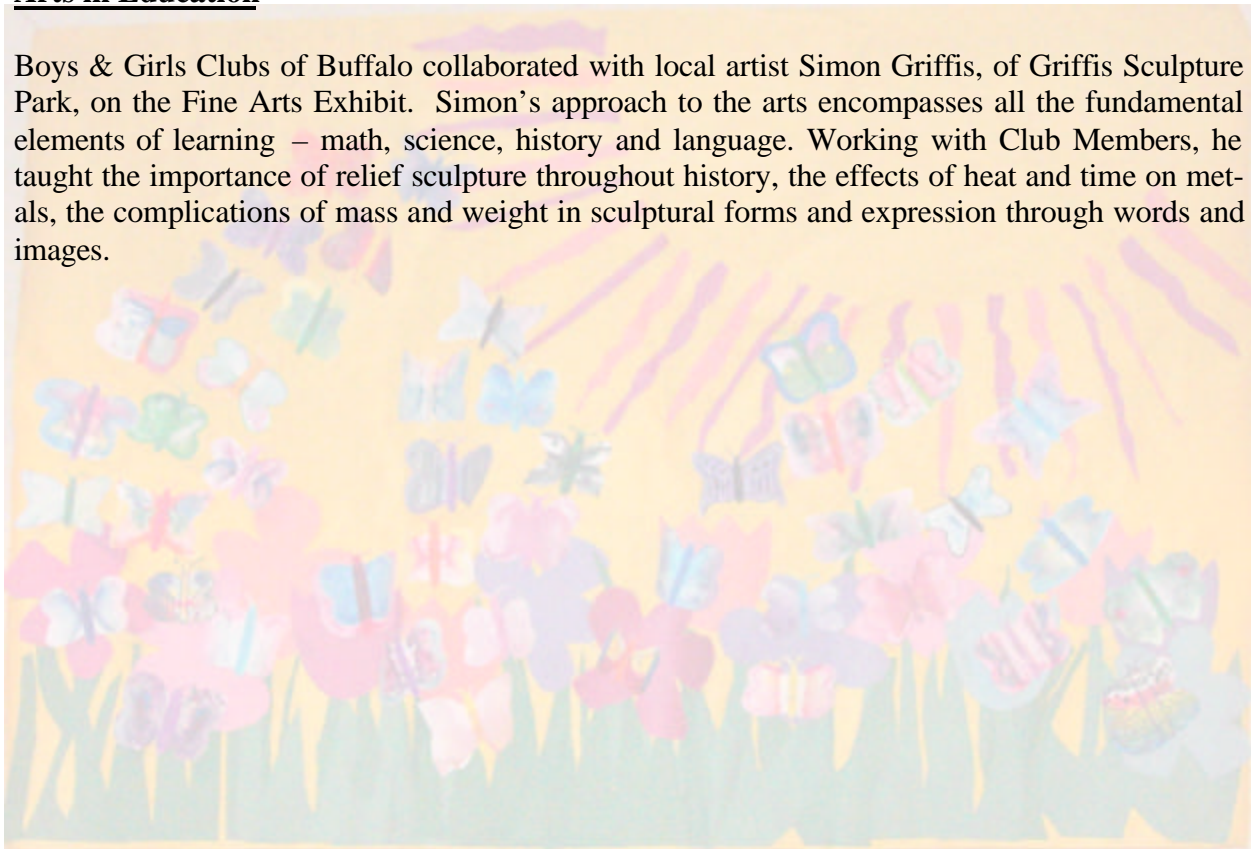 Arts in Education
Boys & Girls Clubs of Buffalo collaborated with local artist Simon Griffis, of Griffis Sculpture
Park, on the Fine Arts Exhibit.  Simon's approach to the arts encompasses all the fundamental
elements of learning – math, science, history and language. Working with Club Members, he
taught the importance of relief sculpture throughout history, the effects of heat and time on met-
als, the complications of mass and weight in sculptural forms and expression through words and
images.